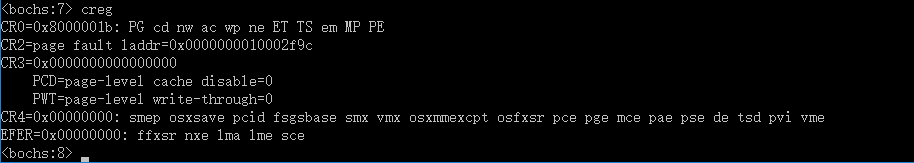 <bochs:7> creg
CR0=0x8000001b: PG cd nw ac wp ne ET TS em MP PE
CR2=page fault laddr=0x0000000010002f9c
CR3=0x0000000000000000
    PCD=page-level cache disable=0
    PWT=page-level write-through=0
CR4=0x00000000: smep osxsave pcid fsgsbase smx vmx osxmmexcpt osfxsr pce pge mce pae pse de tsd pvi vme
EFER=0x00000000: ffxsr nxe lma lme sce
<bochs:8>